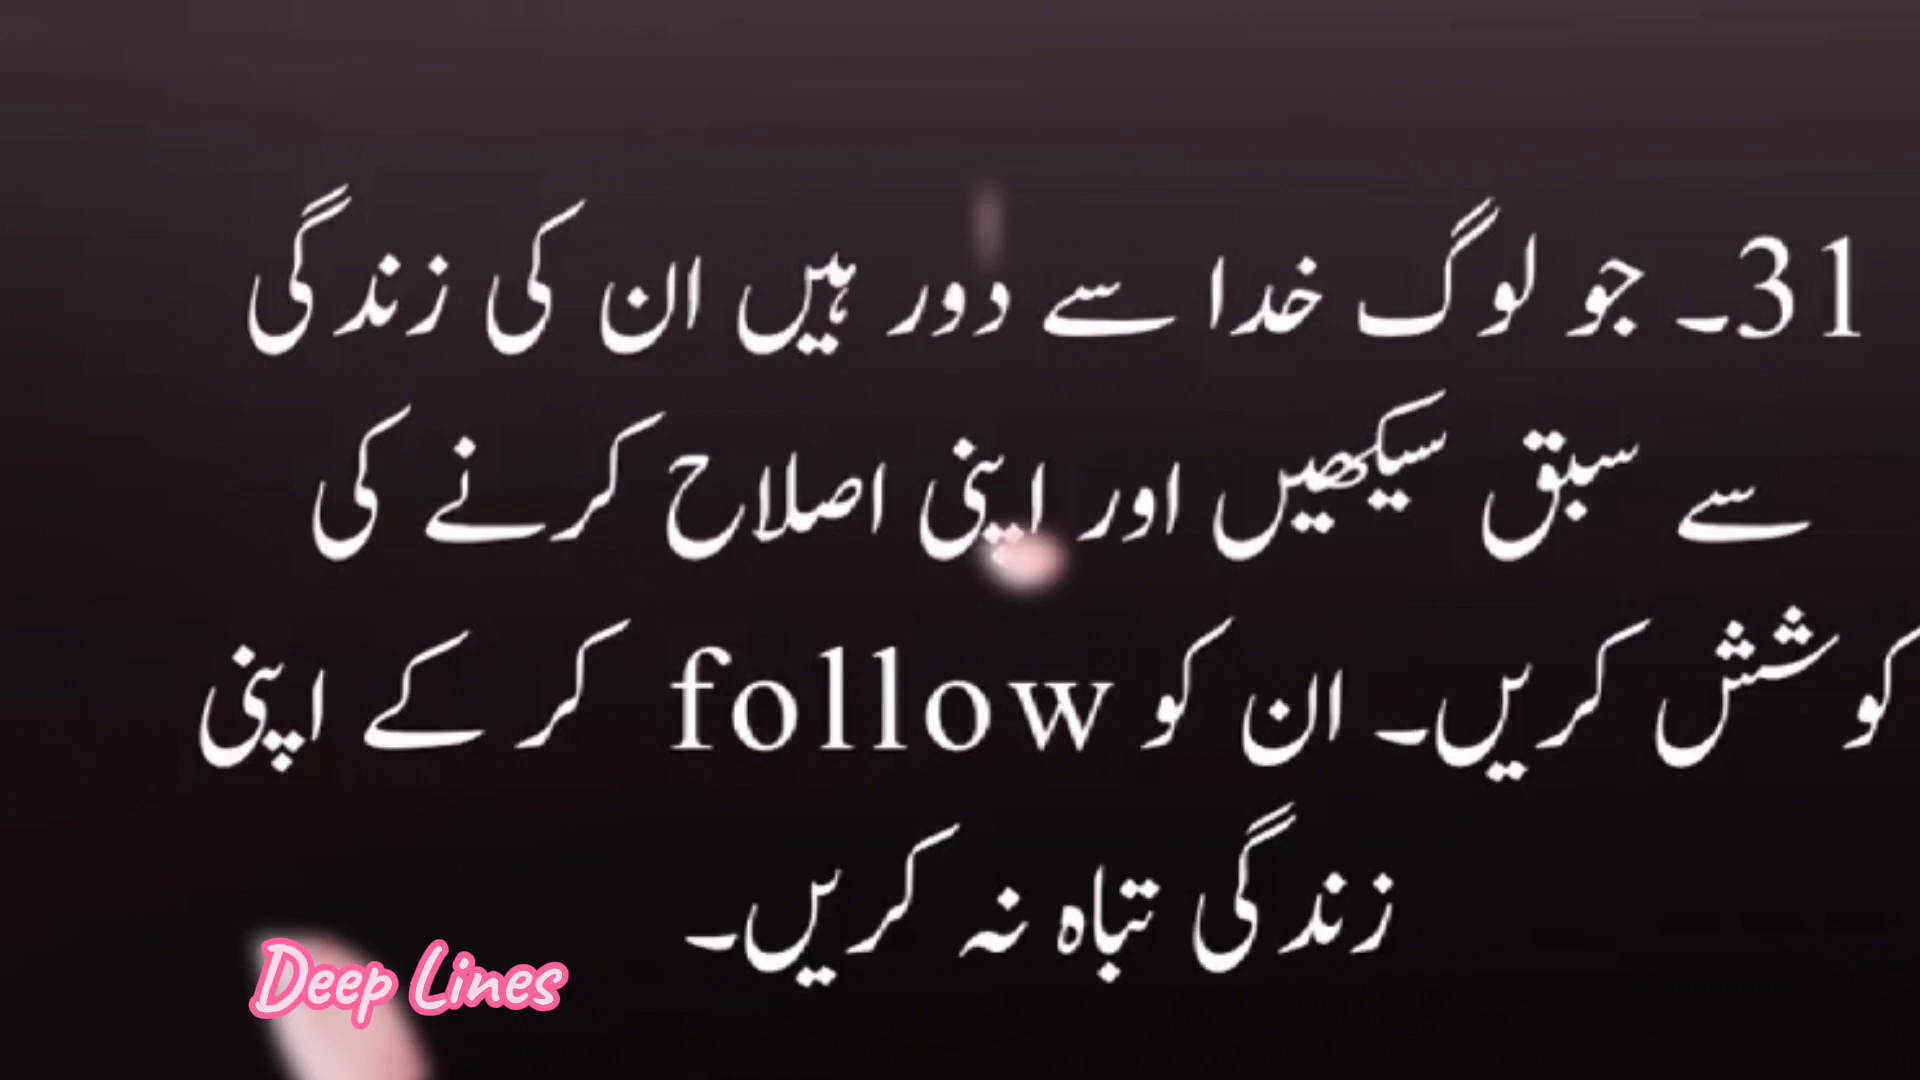 31۔ جو لوگ خدا سے دور ہیں ان کی زندگی
سے سبق سیکھیں اور اپنی اصلاح کرنے کی
کوشش کریں۔ ان کو follow کر کے اپنی
زندگی تباہ نہ کریں۔
Deep Lines